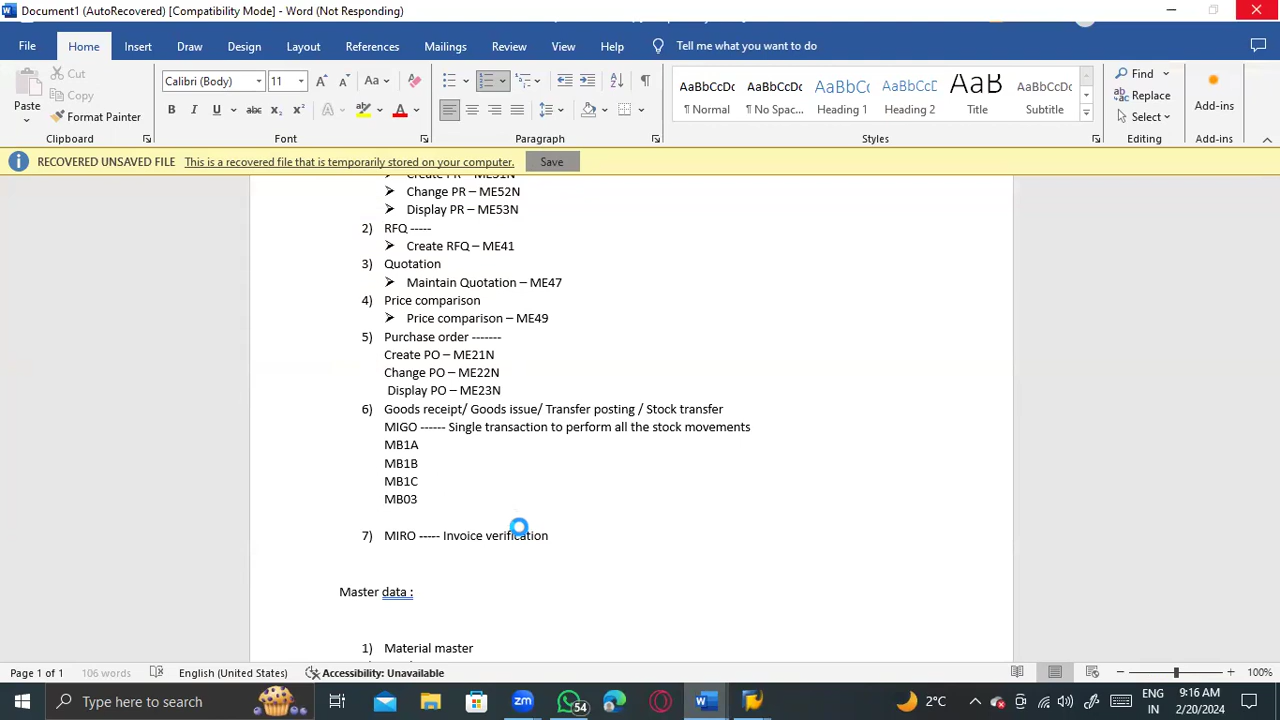 Document1 (AutoRecovered) [Compatibility Mode] - Word (Not Responding)
File Home Insert Draw Design Layout References Mailings Review View Help Tell me what you want to do
Paste Cut Copy Format Painter
Calibri (Body) 11
AaBbCcDc AaBbCcDc AaBbCc AaBbCcC AaB AaBbCcD
¶ Normal ¶ No Spac... Heading 1 Heading 2 Title Subtitle
Find Replace Select Add-ins
Clipboard Font Paragraph Styles Editing Add-ins
RECOVERED UNSAVED FILE This is a recovered file that is temporarily stored on your computer. Save
Create PR – ME51N
Change PR – ME52N
Display PR – ME53N
2) RFQ -----
Create RFQ – ME41
3) Quotation
Maintain Quotation – ME47
4) Price comparison
Price comparison – ME49
5) Purchase order -------
Create PO – ME21N
Change PO – ME22N
Display PO – ME23N
6) Goods receipt/ Goods issue/ Transfer posting / Stock transfer
MIGO ------ Single transaction to perform all the stock movements
MB1A
MB1B
MB1C
MB03
7) MIRO ----- Invoice verification
Master data :
1) Material master
Page 1 of 1 106 words English (United States) Accessibility: Unavailable 100%
Type here to search
54
2°C
ENG
IN
9:16 AM
2/20/2024